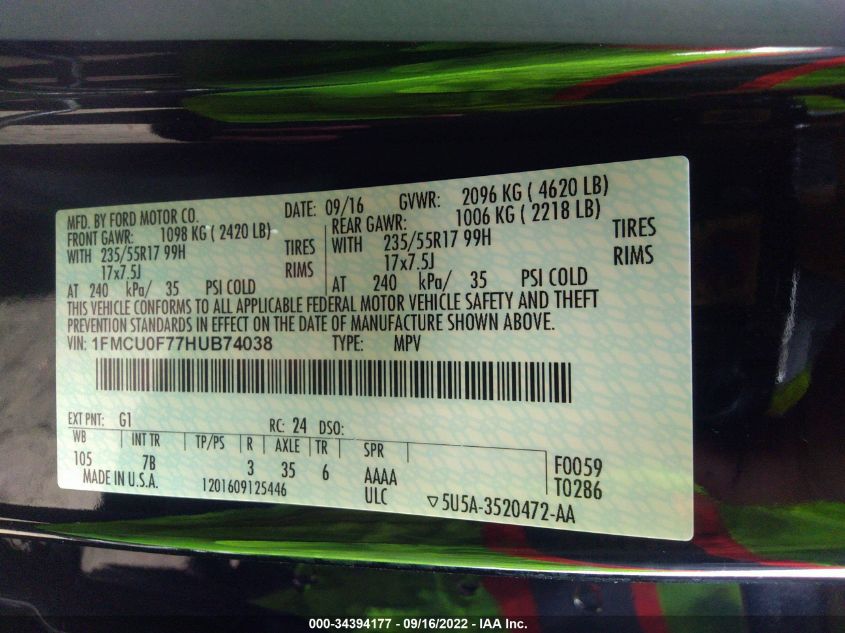 MFD. BY FORD MOTOR CO. DATE: 09/16 GVWR: 2096 KG ( 4620 LB)
FRONT GAWR: 1098 KG ( 2420 LB) REAR GAWR: 1006 KG ( 2218 LB)
WITH 235/55R17 99H TIRES WITH 235/55R17 99H TIRES
17x7.5J RIMS 17x7.5J RIMS
AT 240 kPa/ 35 PSI COLD AT 240 kPa/ 35 PSI COLD
THIS VEHICLE CONFORMS TO ALL APPLICABLE FEDERAL MOTOR VEHICLE SAFETY AND THEFT
PREVENTION STANDARDS IN EFFECT ON THE DATE OF MANUFACTURE SHOWN ABOVE.
VIN: 1FMCU0F77HUB74038 TYPE: MPV
EXT PNT: G1 RC: 24 DSO:
WB INT TR TP/PS R AXLE TR SPR
105 7B 3 35 6 AAAA F0059
MADE IN U.S.A. 1201609125446 ULC T0286
▽5U5A-3520472-AA
000-34394177 - 09/16/2022 - IAA Inc.